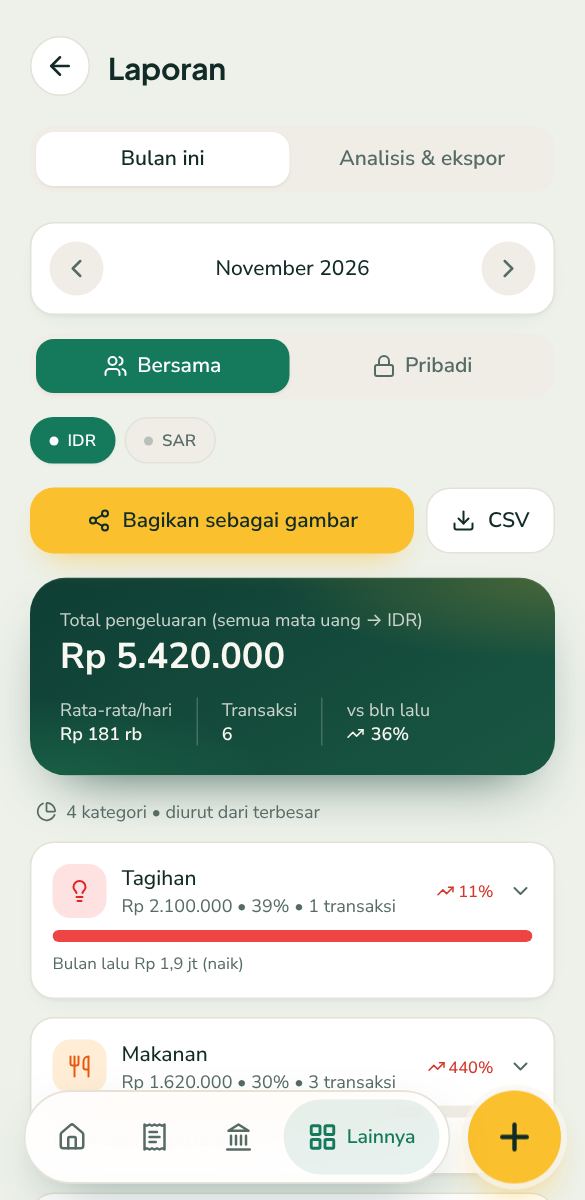 Laporan
Bulan ini
Analisis & ekspor
November 2026
Bersama
Pribadi
IDR
SAR
Bagikan sebagai gambar
CSV
Total pengeluaran (semua mata uang → IDR)
Rp 5.420.000
Rata-rata/hari
Transaksi
vs bln lalu
Rp 181 rb
6
36%
4 kategori • diurut dari terbesar
Tagihan
11%
Rp 2.100.000 • 39% • 1 transaksi
Bulan lalu Rp 1,9 jt (naik)
Makanan
440%
Rp 1.620.000 • 30% • 3 transaksi
Lainnya